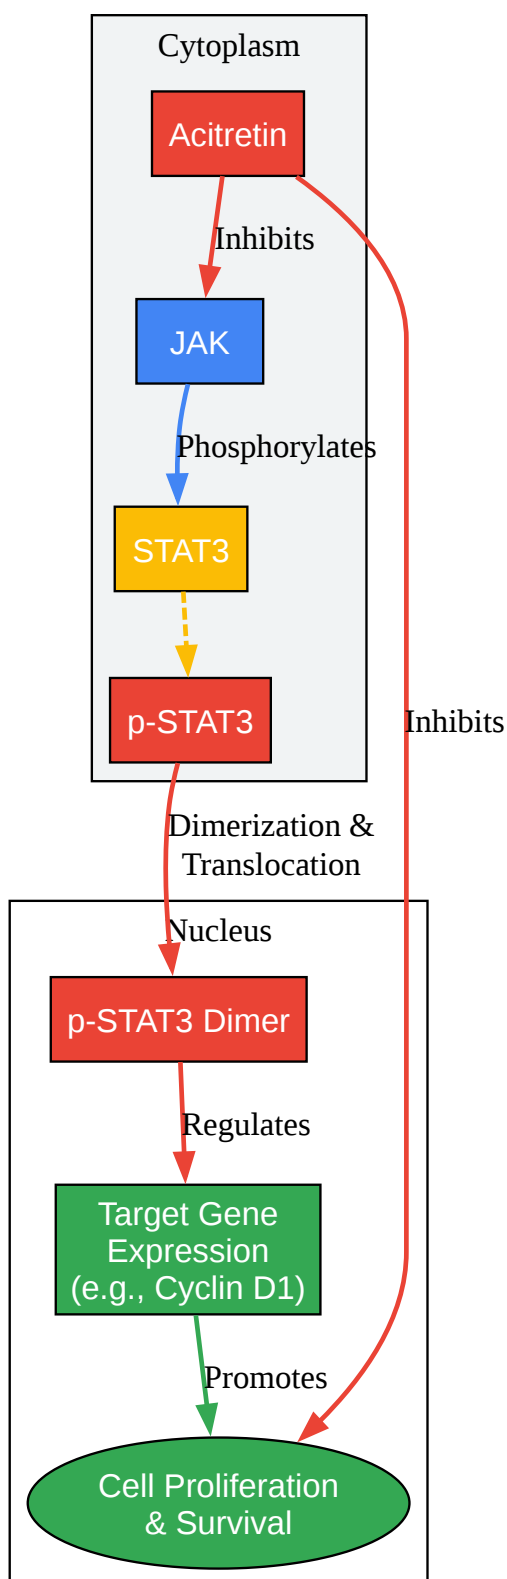 Cytoplasm
Acitretin
Inhibits
JAK
Phosphorylates
STAT3
p-STAT3
Inhibits
Dimerization &
Translocation
Nucleus
p-STAT3 Dimer
Regulates
Target Gene
Expression
(e.g., Cyclin D1)
Promotes
Cell Proliferation
& Survival